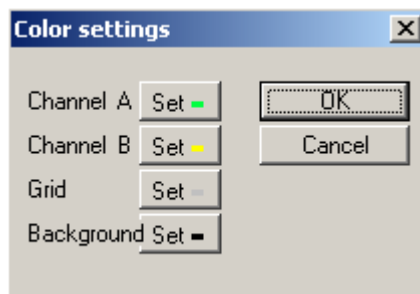 Color settings
Channel A Set OK
Channel B Set Cancel
Grid Set
Background Set